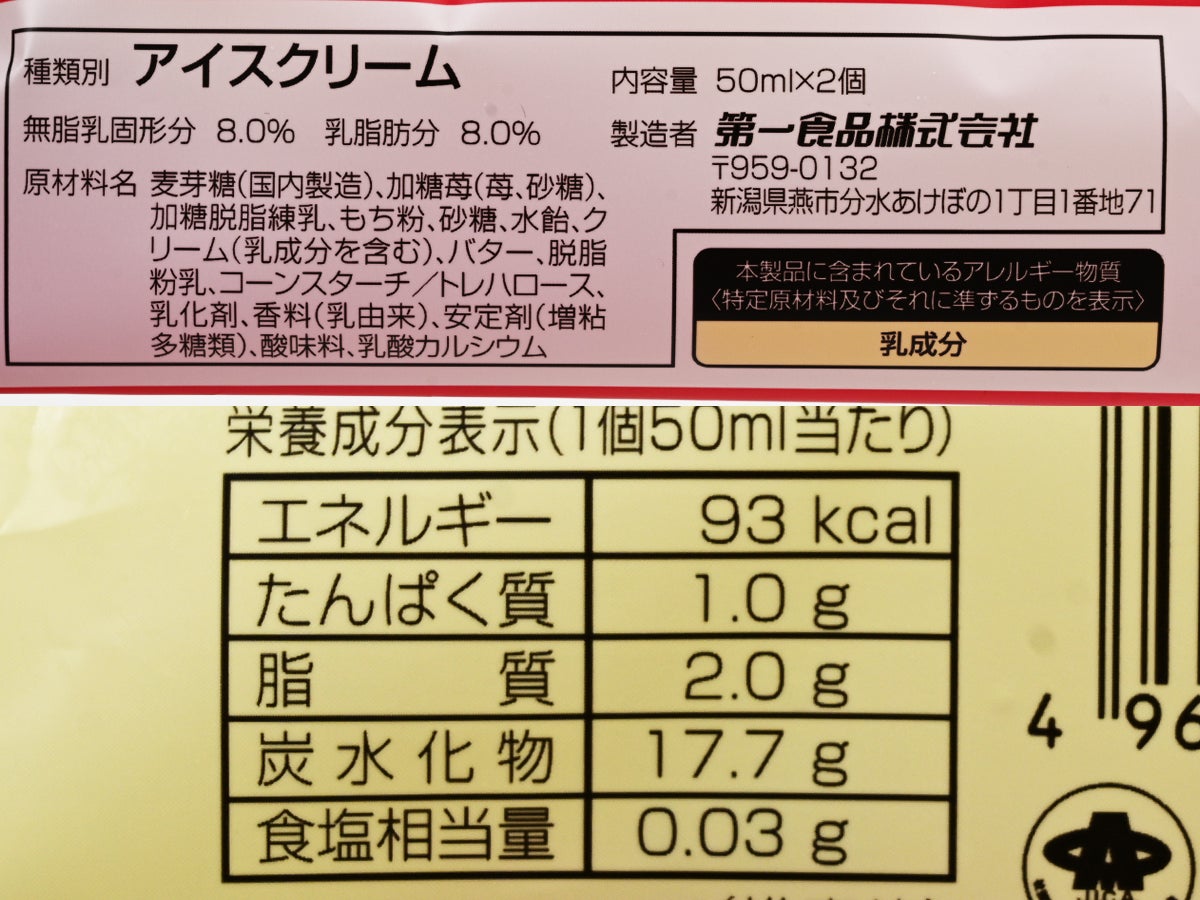 種類別 アイスクリーム
無脂乳固形分 8.0% 乳脂肪分 8.0%
原材料名 麦芽糖(国内製造)、加糖苺(苺、砂糖)、
加糖脱脂練乳、もち粉、砂糖、水飴、ク
リーム(乳成分を含む)、バター、脱脂
粉乳、コーンスターチ/トレハロース、
乳化剤、香料(乳由来)、安定剤(増粘
多糖類)、酸味料、乳酸カルシウム
内容量 50ml×2個
製造者 第一食品株式会社
〒959-0132
新潟県燕市分水あけぼの1丁目1番地71
本製品に含まれているアレルギー物質
〈特定原材料及びそれに準ずるものを表示〉
乳成分
栄養成分表示(1個50ml当たり)
エネルギー 93 kcal
たんぱく質 1.0 g
脂質 2.0 g
炭水化物 17.7 g
食塩相当量 0.03 g
4 96